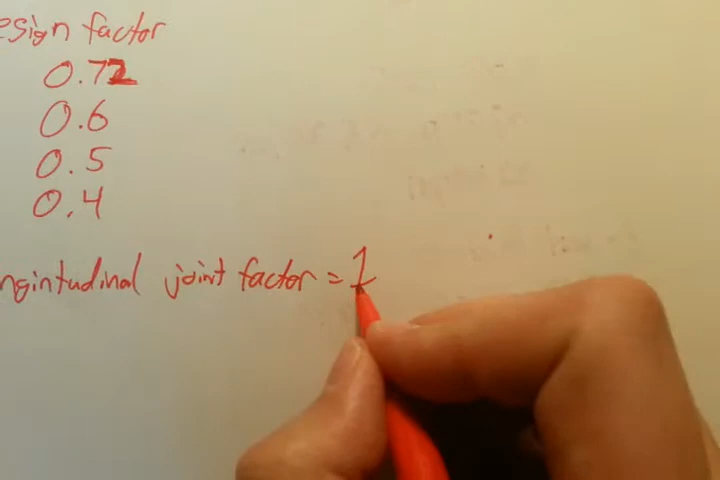 esign factor
0.72
0.6
0.5
0.4
ngitudinal joint factor = 1